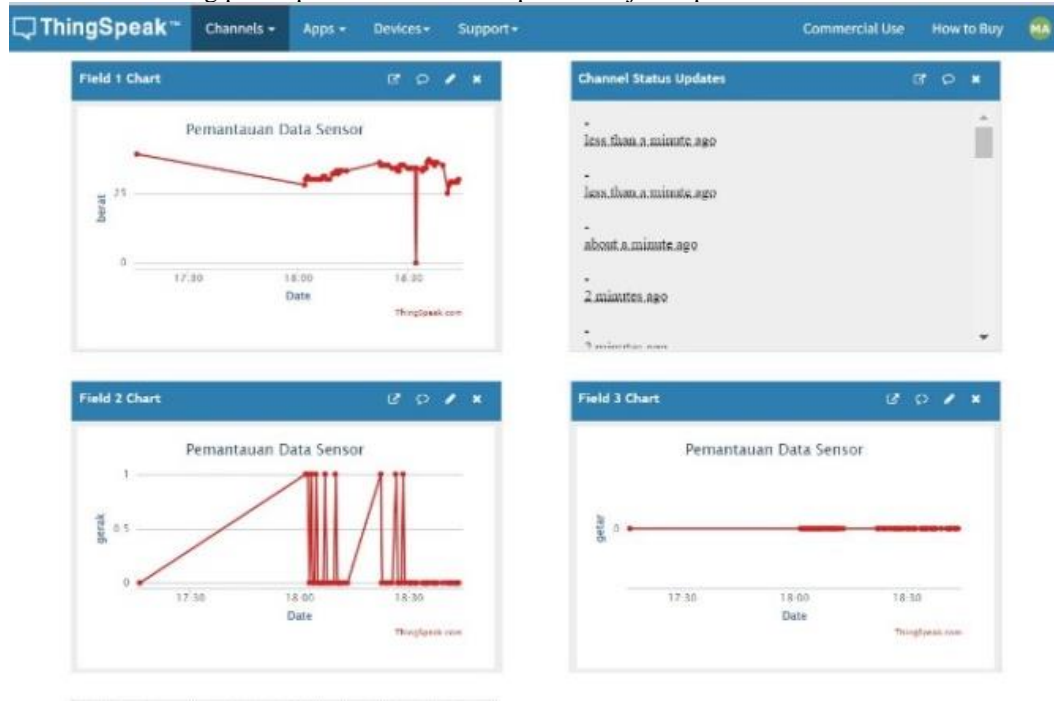 ThingSpeak™ Channels Apps Devices Support Commercial Use How to Buy MA
Field 1 Chart
Pemantauan Data Sensor
berat
25
0
17:30 18:00 18:30
Date
ThingSpeak.com
Channel Status Updates
-
less than a minute ago
-
less than a minute ago
-
about a minute ago
-
2 minutes ago
-
Field 2 Chart
Pemantauan Data Sensor
gerak
1
0.5
0
17:30 18:00 18:30
Date
ThingSpeak.com
Field 3 Chart
Pemantauan Data Sensor
getar
0
17:30 18:00 18:30
Date
ThingSpeak.com